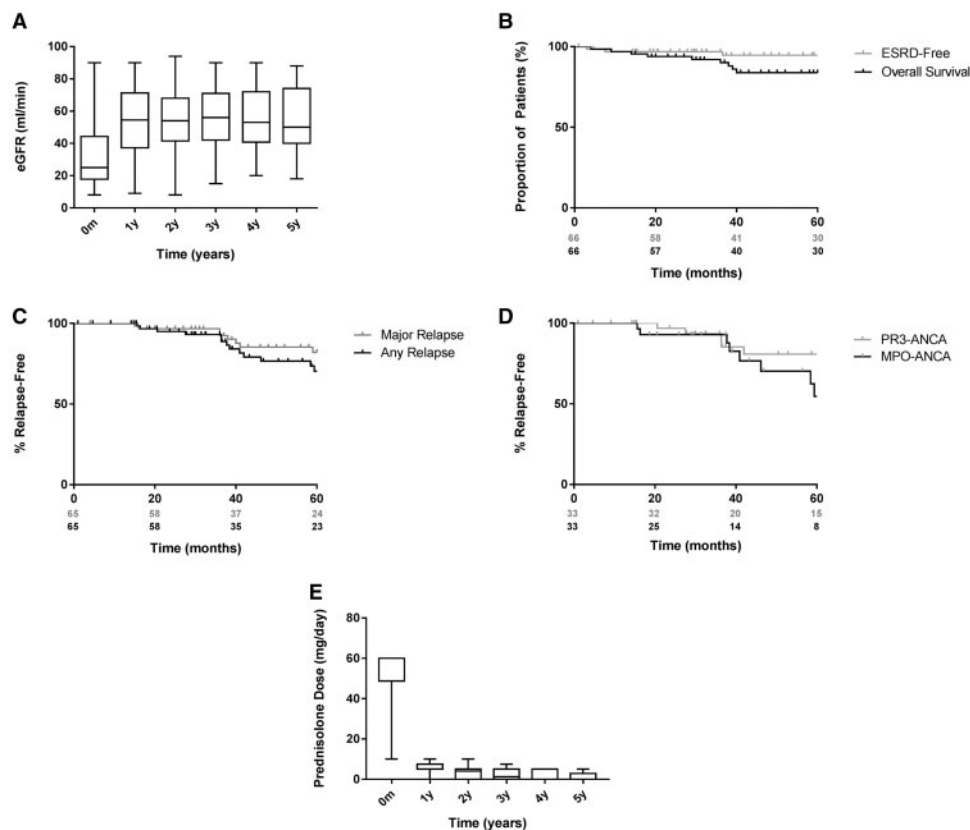 A
eGFR (ml/min)
100
80
60
40
20
0
0m 1y 2y 3y 4y 5y
Time (years)
B
Proportion of Patients (%)
100
50
0
0 20 40 60
66 58 41 30
66 57 40 30
Time (months)
ESRD-Free
Overall Survival
C
% Relapse-Free
100
50
0
0 20 40 60
65 58 37 24
65 58 35 23
Time (months)
Major Relapse
Any Relapse
D
% Relapse-Free
100
50
0
0 20 40 60
33 32 20 15
33 25 14 8
Time (months)
PR3-ANCA
MPO-ANCA
E
Prednisolone Dose (mg/day)
80
60
40
20
0
0m 1y 2y 3y 4y 5y
Time (years)